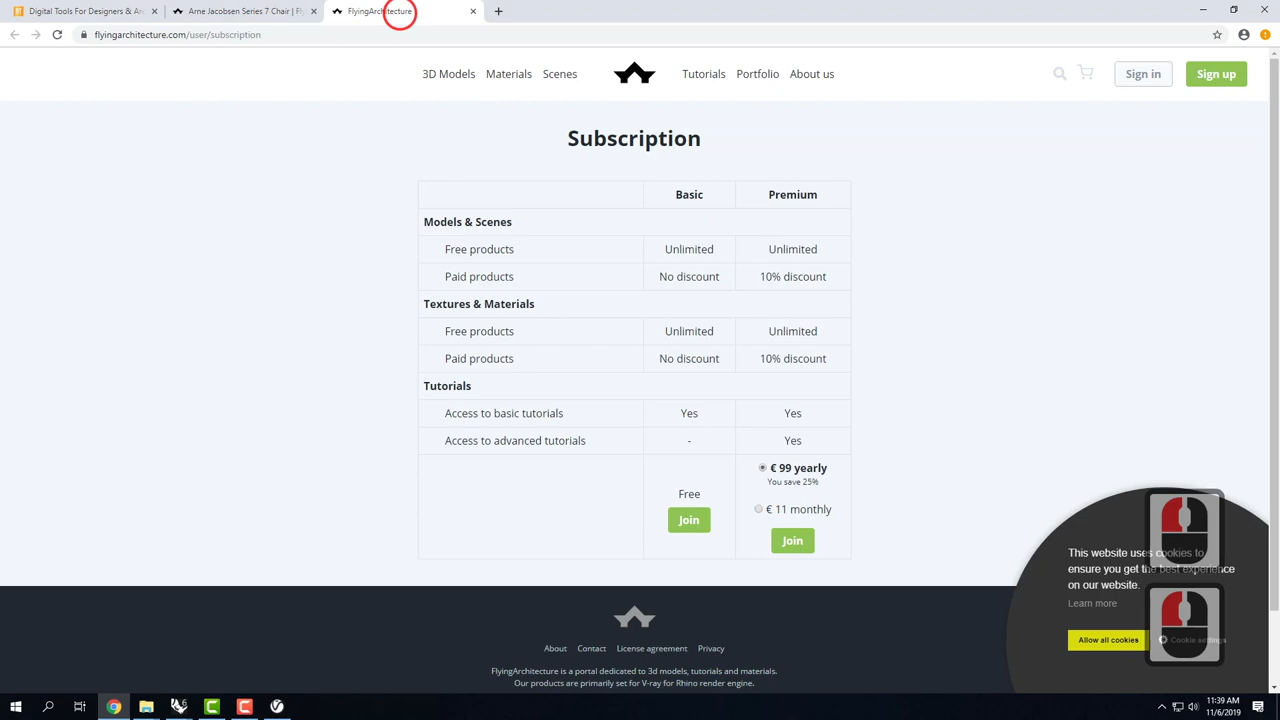 Digital Tools For Designers & Arc
Arne Jacobsen Series 7 Chair | Fly
FlyingArchitecture
flyingarchitecture.com/user/subscription
3D Models Materials Scenes Tutorials Portfolio About us Sign in Sign up
Subscription
Basic Premium
Models & Scenes
Free products Unlimited Unlimited
Paid products No discount 10% discount
Textures & Materials
Free products Unlimited Unlimited
Paid products No discount 10% discount
Tutorials
Access to basic tutorials Yes Yes
Access to advanced tutorials - Yes
€ 99 yearly
You save 25%
Free
€ 11 monthly
Join
Join
This website uses cookies to
ensure you get the best experience
on our website.
Learn more
Allow all cookies Cookie settings
About Contact License agreement Privacy
FlyingArchitecture is a portal dedicated to 3d models, tutorials and materials.
Our products are primarily set for V-ray for Rhino render engine.
11:39 AM
11/6/2019